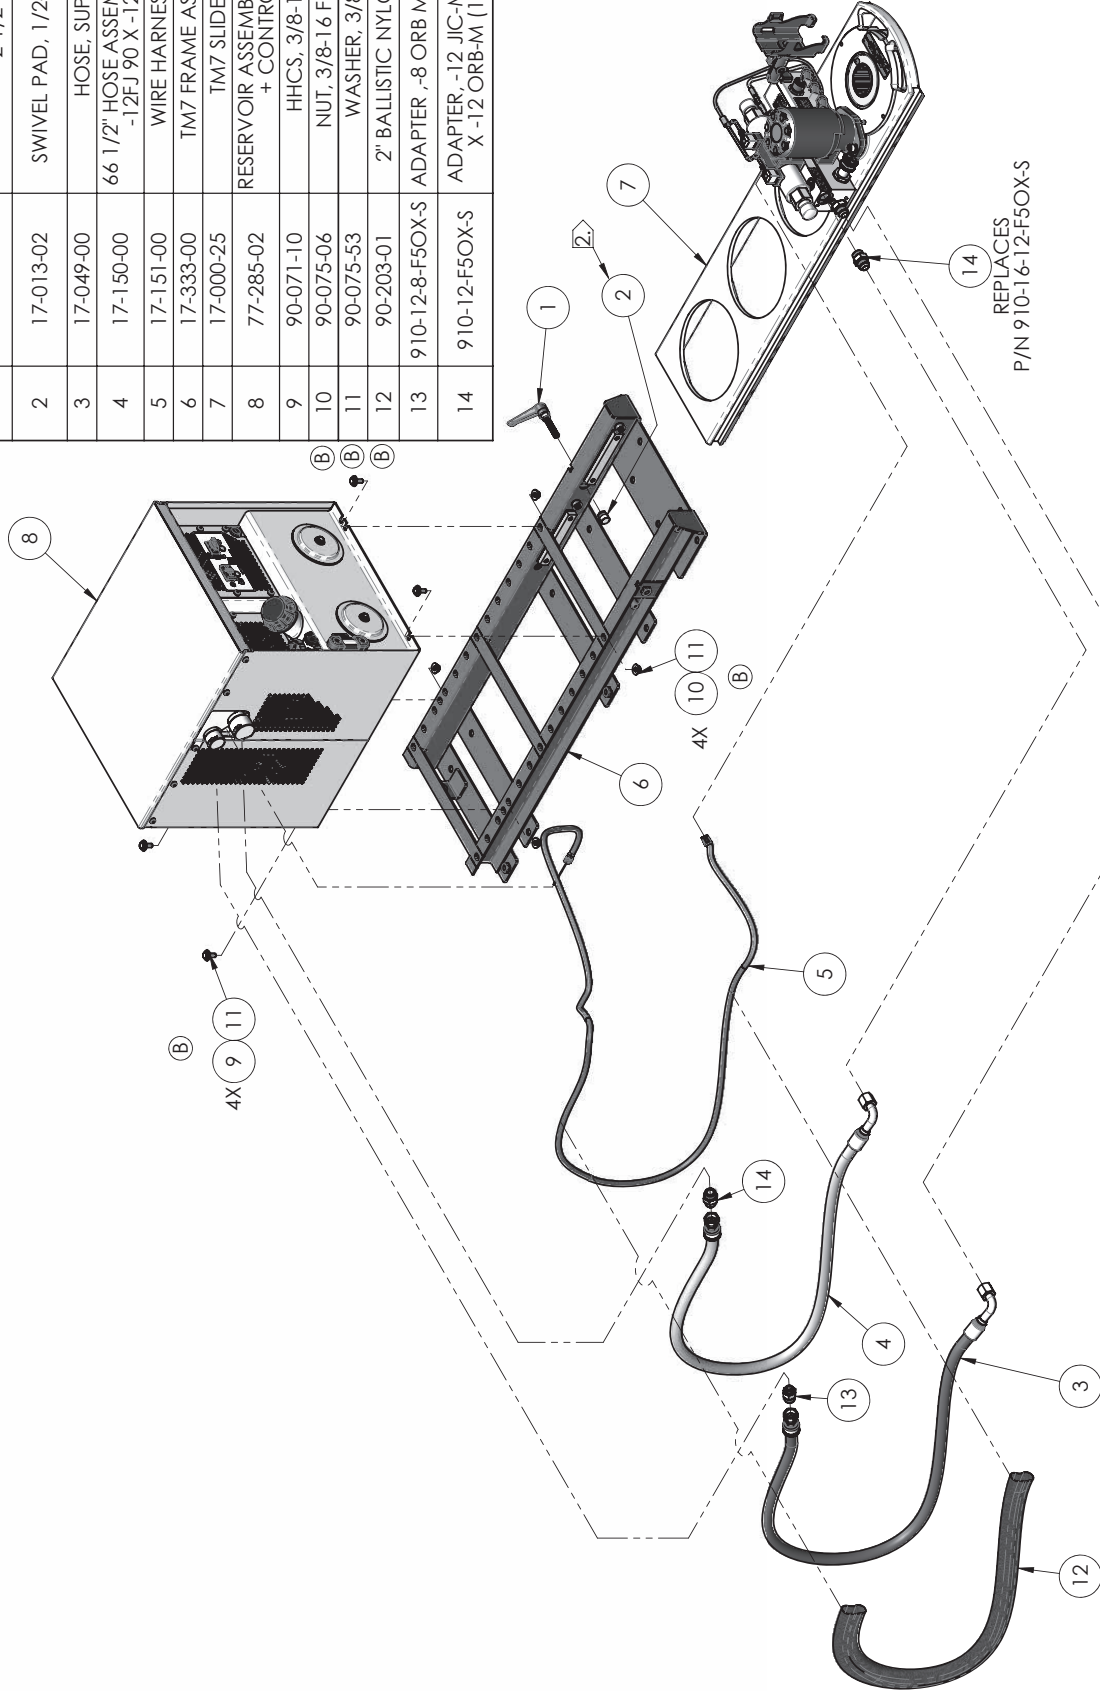 2 17-013-02 SWIVEL PAD, 1/2
3 17-049-00 HOSE, SUP
4 17-150-00 66 1/2" HOSE ASSEM
-12FJ 90 X -12
5 17-151-00 WIRE HARNES
6 17-333-00 TM7 FRAME AS
7 17-000-25 TM7 SLIDE
8 77-285-02 RESERVOIR ASSEMB
+ CONTRO
9 90-071-10 HHCS, 3/8-1
10 90-075-06 NUT, 3/8-16 F
11 90-075-53 WASHER, 3/8
12 90-203-01 2" BALLISTIC NYLO
13 910-12-8-F5OX-S ADAPTER ,-8 ORB M
14 910-12-F5OX-S ADAPTER, -12 JIC-M
X -12 ORB-M (1
8
B B B
1
2.
2
7
14
REPLACES
P/N 910-16-12-F5OX-S
4X 10 11
B
6
B
4X 9 11
5
14
4
13
3
12